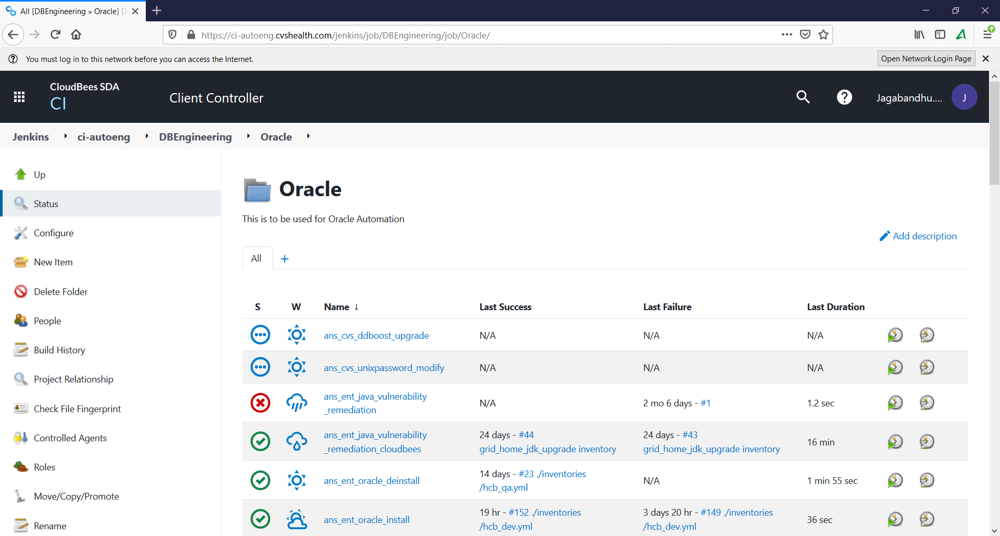 All [DBEngineering » Oracle] [J
https://ci-autoeng.cvshealth.com/jenkins/job/DBEngineering/job/Oracle/
You must log in to this network before you can access the Internet.
Open Network Login Page
CloudBees SDA
CI
Client Controller
Jagabandhu....
J
Jenkins
ci-autoeng
DBEngineering
Oracle
Up
Status
Configure
New Item
Delete Folder
People
Build History
Project Relationship
Check File Fingerprint
Controlled Agents
Roles
Move/Copy/Promote
Rename
Oracle
This is to be used for Oracle Automation
Add description
All +
S W Name ↓ Last Success Last Failure Last Duration
ans_cvs_ddboost_upgrade N/A N/A N/A
ans_cvs_unixpassword_modify N/A N/A N/A
ans_ent_java_vulnerability
_remediation
N/A
2 mo 6 days - #1
1.2 sec
ans_ent_java_vulnerability
_remediation_cloudbees
24 days - #44
grid_home_jdk_upgrade inventory
24 days - #43
grid_home_jdk_upgrade inventory
16 min
ans_ent_oracle_deinstall
14 days - #23 ./inventories
/hcb_qa.yml
N/A
1 min 55 sec
ans_ent_oracle_install
19 hr - #152 ./inventories
/hcb_dev.yml
3 days 20 hr - #149 ./inventories
/hcb_dev.yml
36 sec